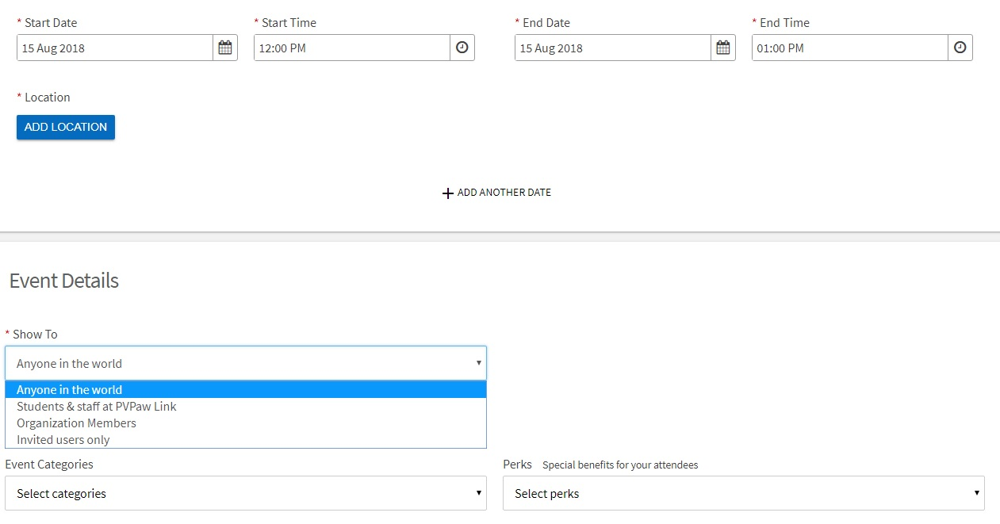 * Start Date * Start Time * End Date * End Time
15 Aug 2018 12:00 PM 15 Aug 2018 01:00 PM
* Location
ADD LOCATION
+ ADD ANOTHER DATE
Event Details
* Show To
Anyone in the world
Anyone in the world
Students & staff at PVPaw Link
Organization Members
Invited users only
Event Categories Perks Special benefits for your attendees
Select categories Select perks